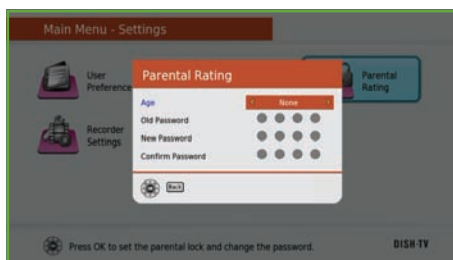 Main Menu - Settings
User
Preference
Parental Rating
Parental
Rating
Age
None
Old Password
New Password
Recorder
Settings
Confirm Password
Back
Press OK to set the parental lock and change the password.
DISH-TV